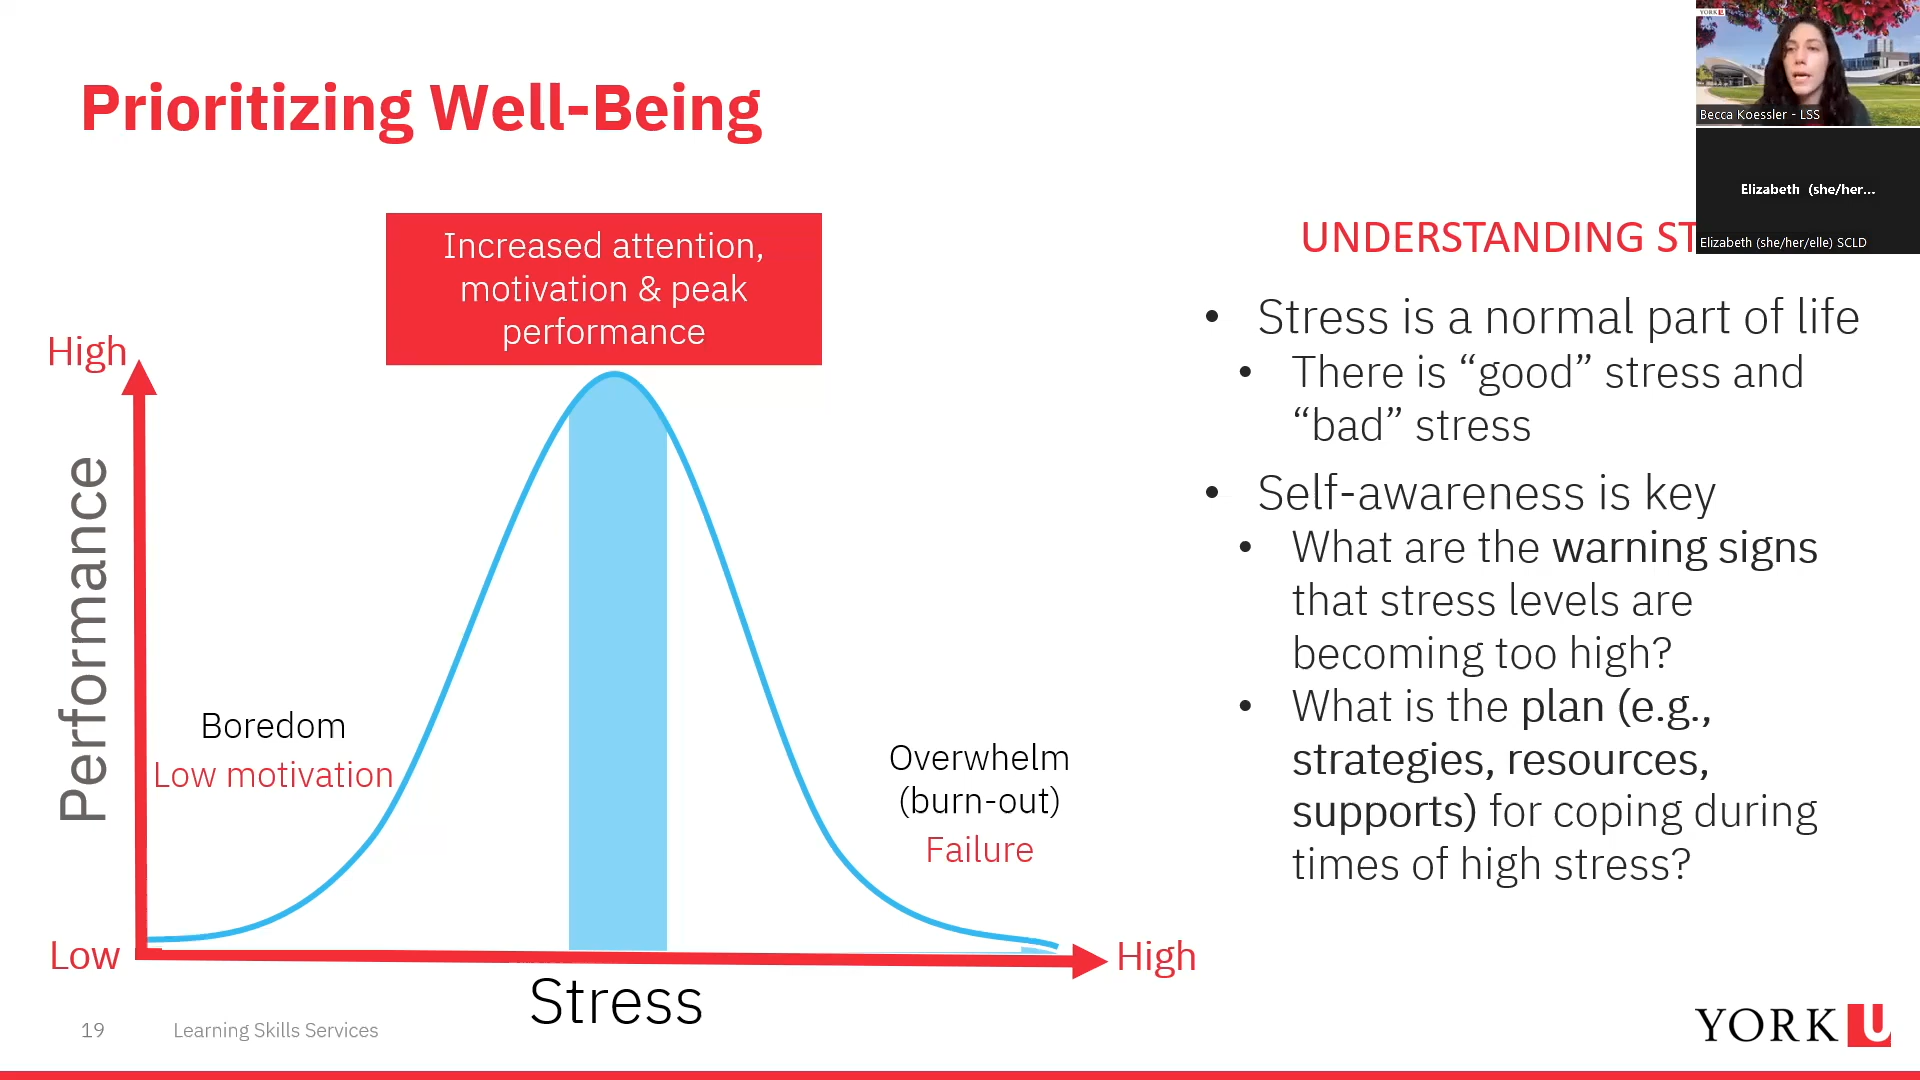 Prioritizing Well-Being
YORK U
Becca Koessler - LSS
Elizabeth (she/her...
Elizabeth (she/her/elle) SCLD
Increased attention,
motivation & peak
performance
High
Performance
Boredom
Low motivation
Overwhelm
(burn-out)
Failure
Low
High
Stress
UNDERSTANDING ST
• Stress is a normal part of life
• There is “good” stress and
“bad” stress
• Self-awareness is key
• What are the warning signs
that stress levels are
becoming too high?
• What is the plan (e.g.,
strategies, resources,
supports) for coping during
times of high stress?
19
Learning Skills Services
YORK U